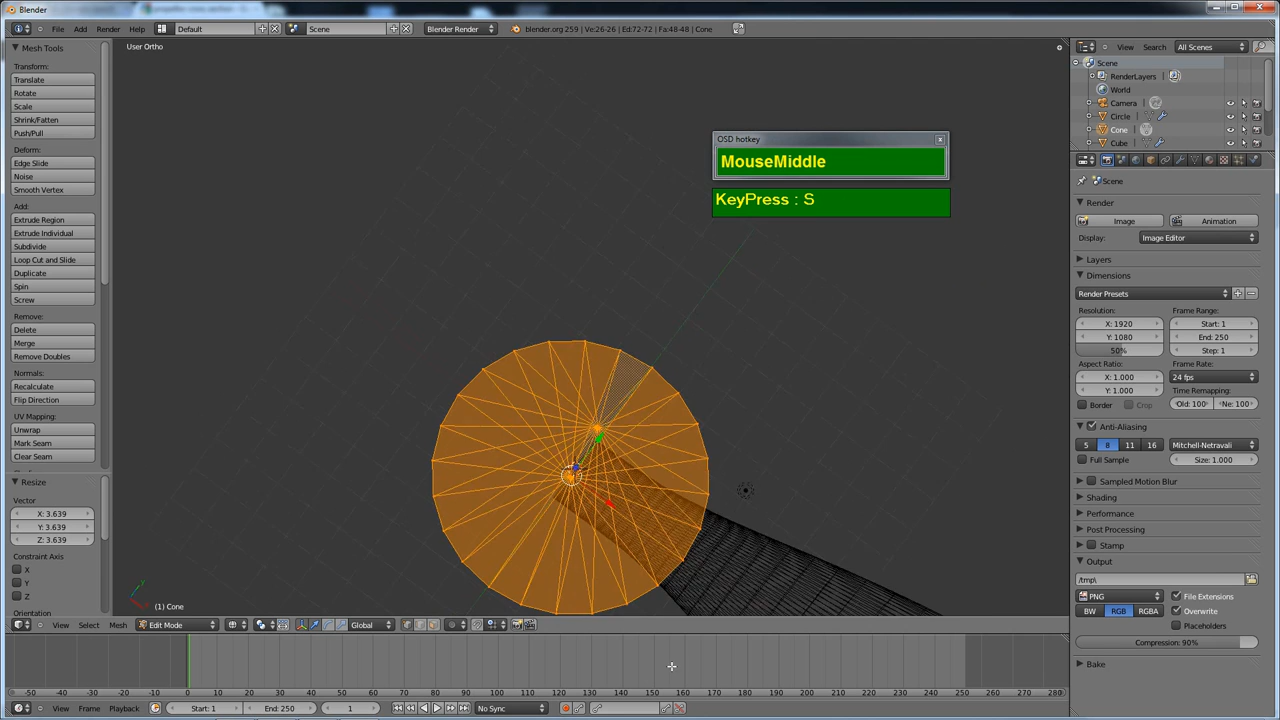 Blender
File Add Render Help
Default
Scene
Blender Render
blender.org 259 | Ve:26-26 | Ed:72-72 | Fa:48-48 | Cone
User Ortho
OSD hotkey
MouseMiddle
KeyPress : S
(1) Cone
Mesh Tools
Transform:
Translate
Rotate
Scale
Shrink/Fatten
Push/Pull
Deform:
Edge Slide
Noise
Smooth Vertex
Add:
Extrude Region
Extrude Individual
Subdivide
Loop Cut and Slide
Duplicate
Spin
Screw
Remove:
Delete
Merge
Remove Doubles
Normals:
Recalculate
Flip Direction
UV Mapping:
Unwrap
Mark Seam
Clear Seam
Resize
Vector
X: 3.639
Y: 3.639
Z: 3.639
Constraint Axis
X
Y
Z
Orientation
View Search All Scenes
Scene
RenderLayers
World
Camera
Circle
Cone
Cube
Scene
Render
Image Animation
Display: Image Editor
Layers
Dimensions
Render Presets
Resolution: Frame Range:
X: 1920 Start: 1
Y: 1080 End: 250
50% Step: 1
Aspect Ratio: Frame Rate:
X: 1.000 24 fps
Y: 1.000 Time Remapping:
Border Crop Old: 100 Ne: 100
Anti-Aliasing
5 8 11 16 Mitchell-Netravali
Full Sample Size: 1.000
Sampled Motion Blur
Shading
Performance
Post Processing
Stamp
Output
/tmp\
PNG File Extensions
BW RGB RGBA Overwrite
Placeholders
Compression: 90%
Bake
View Select Mesh Edit Mode Global
-50 -40 -30 -20 -10 0 10 20 30 40 50 60 70 80 90 100 110 120 130 140 150 160 170 180 190 200 210 220 230 240 250 260 270 280
View Frame Playback Start: 1 End: 250 1 No Sync